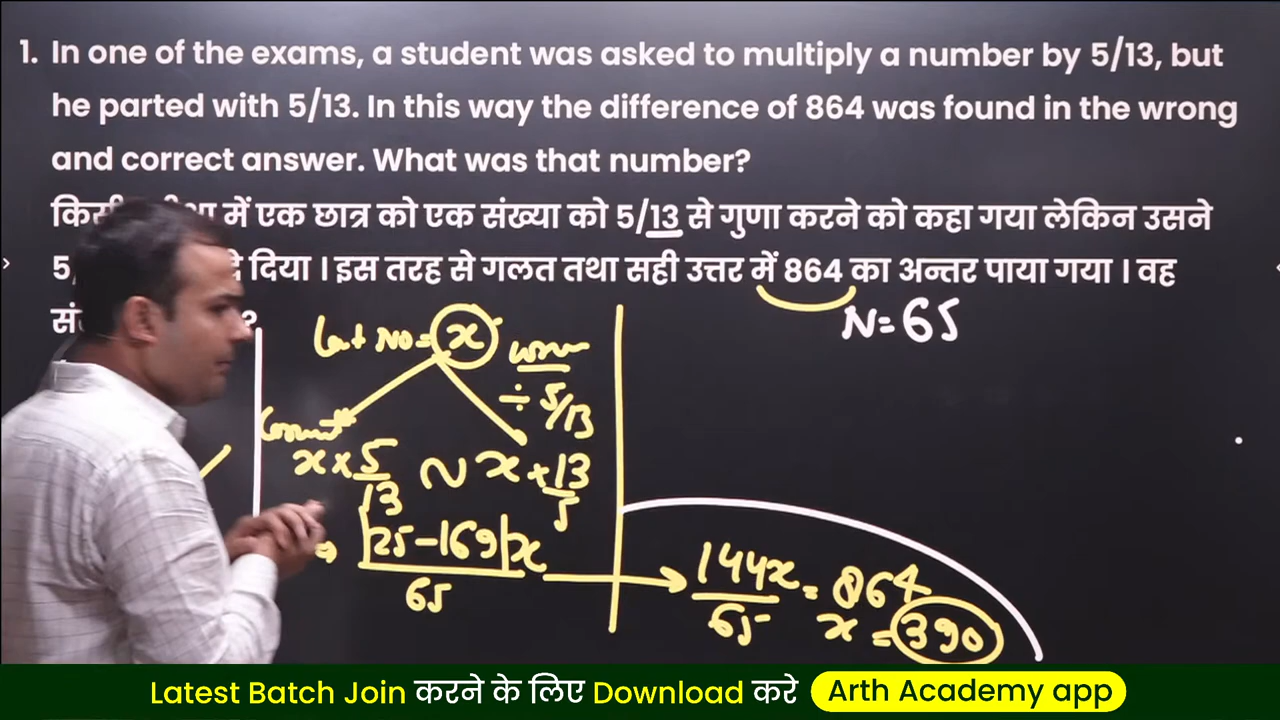 1. In one of the exams, a student was asked to multiply a number by 5/13, but
he parted with 5/13. In this way the difference of 864 was found in the wrong
and correct answer. What was that number?
में एक छात्र को एक संख्या को 5/13 से गुणा करने को कहा गया लेकिन उसने
दिया । इस तरह से गलत तथा सही उत्तर में 864 का अन्तर पाया गया । वह
?
N=65
Let No= x
÷ 5/13
x × 5/13 ~ x × 13/5
|25-169|x / 65
144x / 65 = 864
x = 390
Latest Batch Join करने के लिए Download करे Arth Academy app